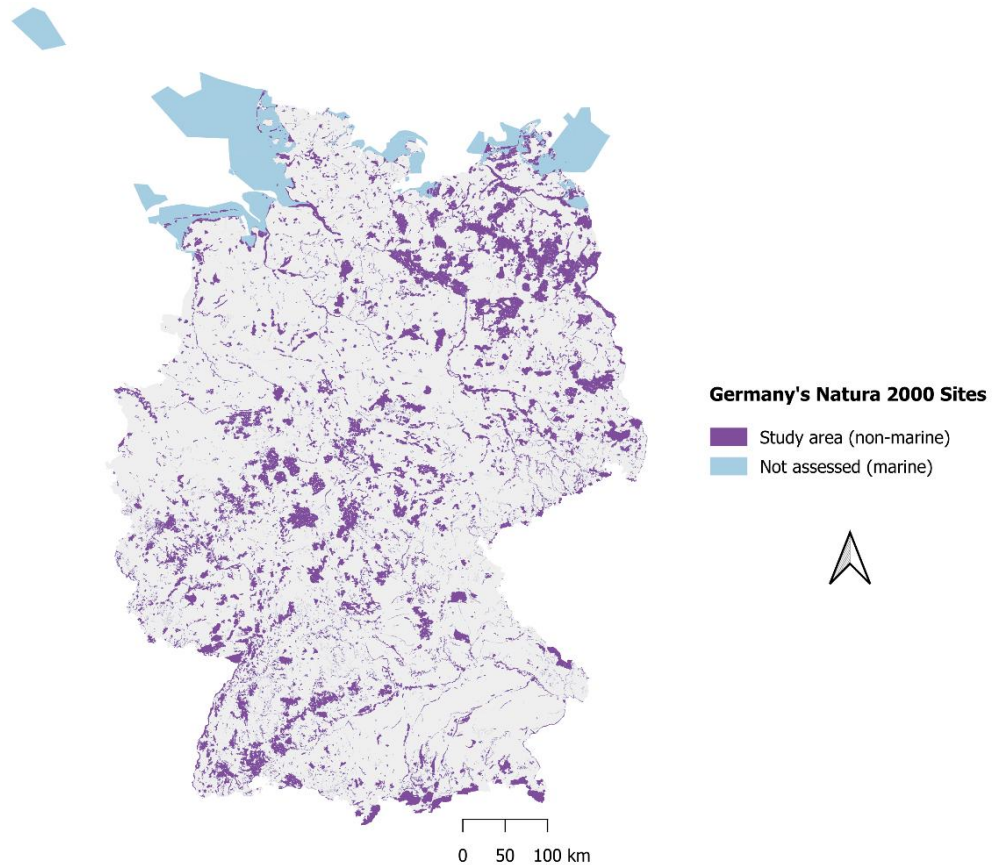 Germany's Natura 2000 Sites
Study area (non-marine)
Not assessed (marine)
0 50 100 km